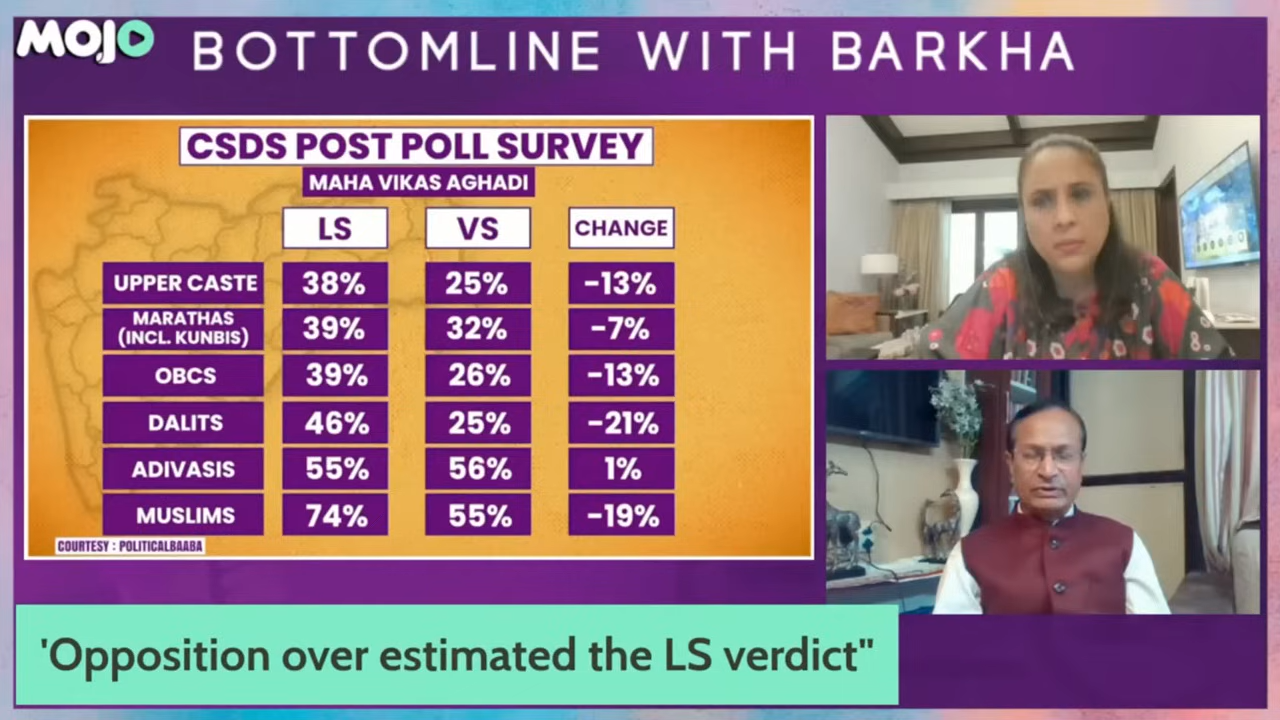 MOJO
BOTTOMLINE WITH BARKHA
CSDS POST POLL SURVEY
MAHA VIKAS AGHADI
LS VS CHANGE
UPPER CASTE 38% 25% -13%
MARATHAS
(INCL. KUNBIS) 39% 32% -7%
OBCS 39% 26% -13%
DALITS 46% 25% -21%
ADIVASIS 55% 56% 1%
MUSLIMS 74% 55% -19%
COURTESY : POLITICALBAABA
'Opposition over estimated the LS verdict"